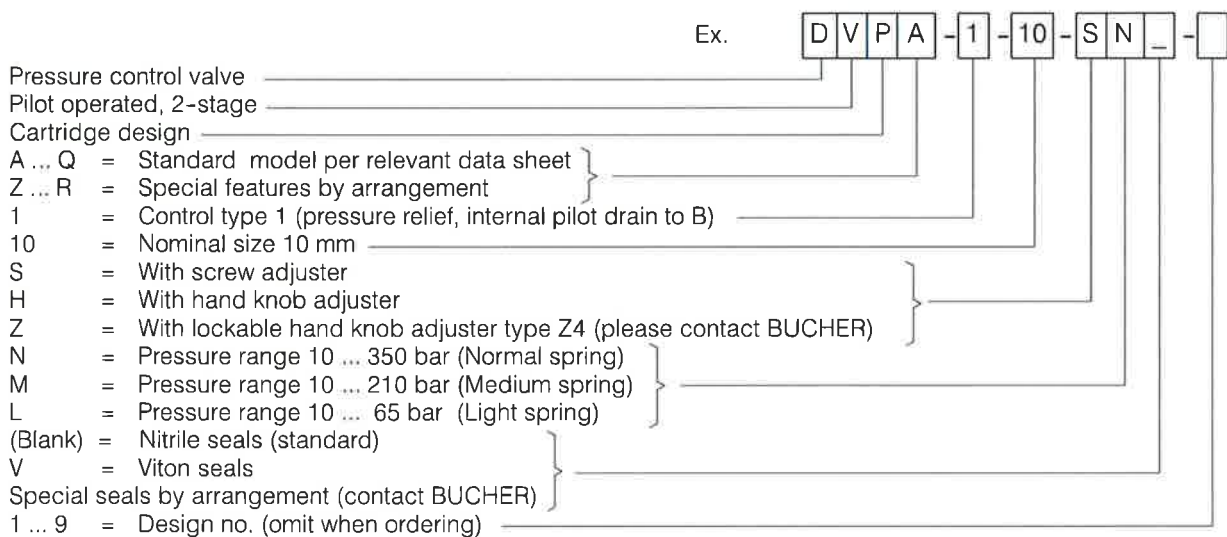 Ex. D V P A - 1 - 10 - S N _ -
Pressure control valve
Pilot operated, 2-stage
Cartridge design
A ... Q = Standard model per relevant data sheet
Z ... R = Special features by arrangement
1 = Control type 1 (pressure relief, internal pilot drain to B)
10 = Nominal size 10 mm
S = With screw adjuster
H = With hand knob adjuster
Z = With lockable hand knob adjuster type Z4 (please contact BUCHER)
N = Pressure range 10 ... 350 bar (Normal spring)
M = Pressure range 10 ... 210 bar (Medium spring)
L = Pressure range 10 ... 65 bar (Light spring)
(Blank) = Nitrile seals (standard)
V = Viton seals
Special seals by arrangement (contact BUCHER)
1 ... 9 = Design no. (omit when ordering)